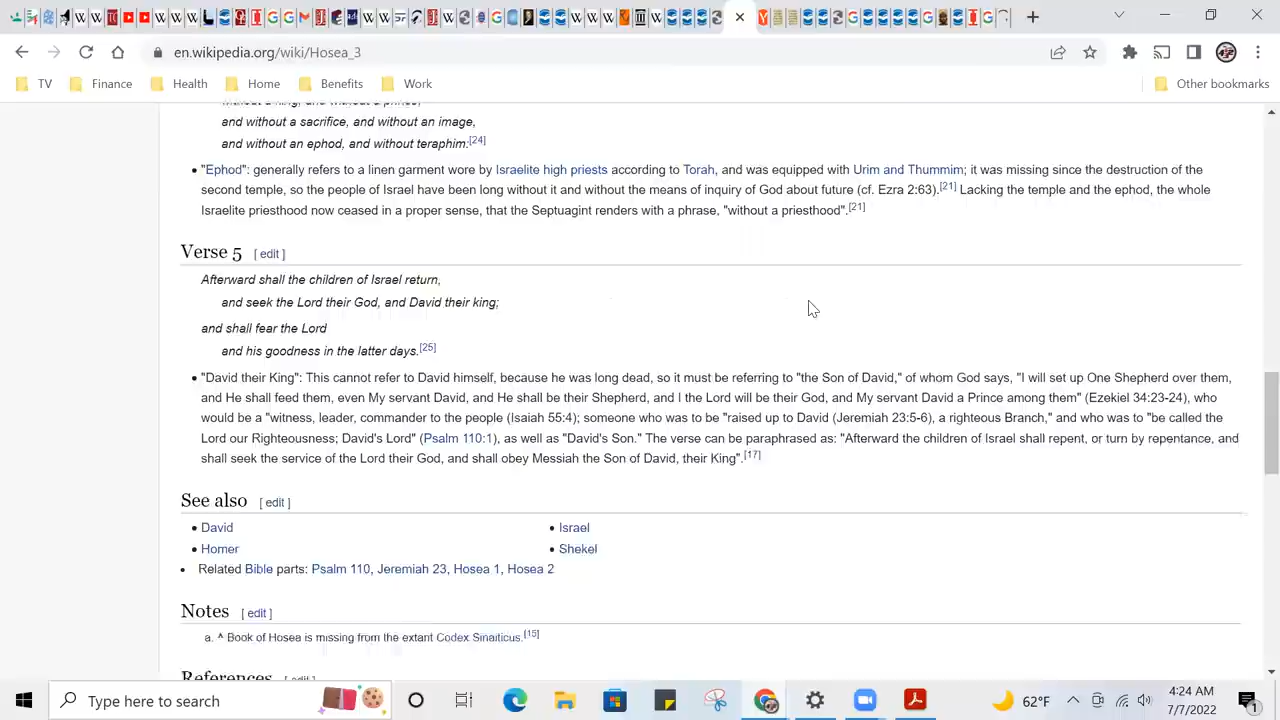 en.wikipedia.org/wiki/Hosea_3
TV Finance Health Home Benefits Work Other bookmarks
without a king, and without a prince,
and without a sacrifice, and without an image,
and without an ephod, and without teraphim:[24]
• "Ephod": generally refers to a linen garment wore by Israelite high priests according to Torah, and was equipped with Urim and Thummim; it was missing since the destruction of the
second temple, so the people of Israel have been long without it and without the means of inquiry of God about future (cf. Ezra 2:63).[21] Lacking the temple and the ephod, the whole
Israelite priesthood now ceased in a proper sense, that the Septuagint renders with a phrase, "without a priesthood".[21]
Verse 5 [ edit ]
Afterward shall the children of Israel return,
and seek the Lord their God, and David their king;
and shall fear the Lord
and his goodness in the latter days.[25]
• "David their King": This cannot refer to David himself, because he was long dead, so it must be referring to "the Son of David," of whom God says, "I will set up One Shepherd over them,
and He shall feed them, even My servant David, and He shall be their Shepherd, and I the Lord will be their God, and My servant David a Prince among them" (Ezekiel 34:23-24), who
would be a "witness, leader, commander to the people (Isaiah 55:4); someone who was to be "raised up to David (Jeremiah 23:5-6), a righteous Branch," and who was to "be called the
Lord our Righteousness; David's Lord" (Psalm 110:1), as well as "David's Son." The verse can be paraphrased as: "Afterward the children of Israel shall repent, or turn by repentance, and
shall seek the service of the Lord their God, and shall obey Messiah the Son of David, their King".[17]
See also [ edit ]
• David • Israel
• Homer • Shekel
• Related Bible parts: Psalm 110, Jeremiah 23, Hosea 1, Hosea 2
Notes [ edit ]
a. ^ Book of Hosea is missing from the extant Codex Sinaiticus.[15]
References [ edit ]
Type here to search
62°F
4:24 AM
7/7/2022
1